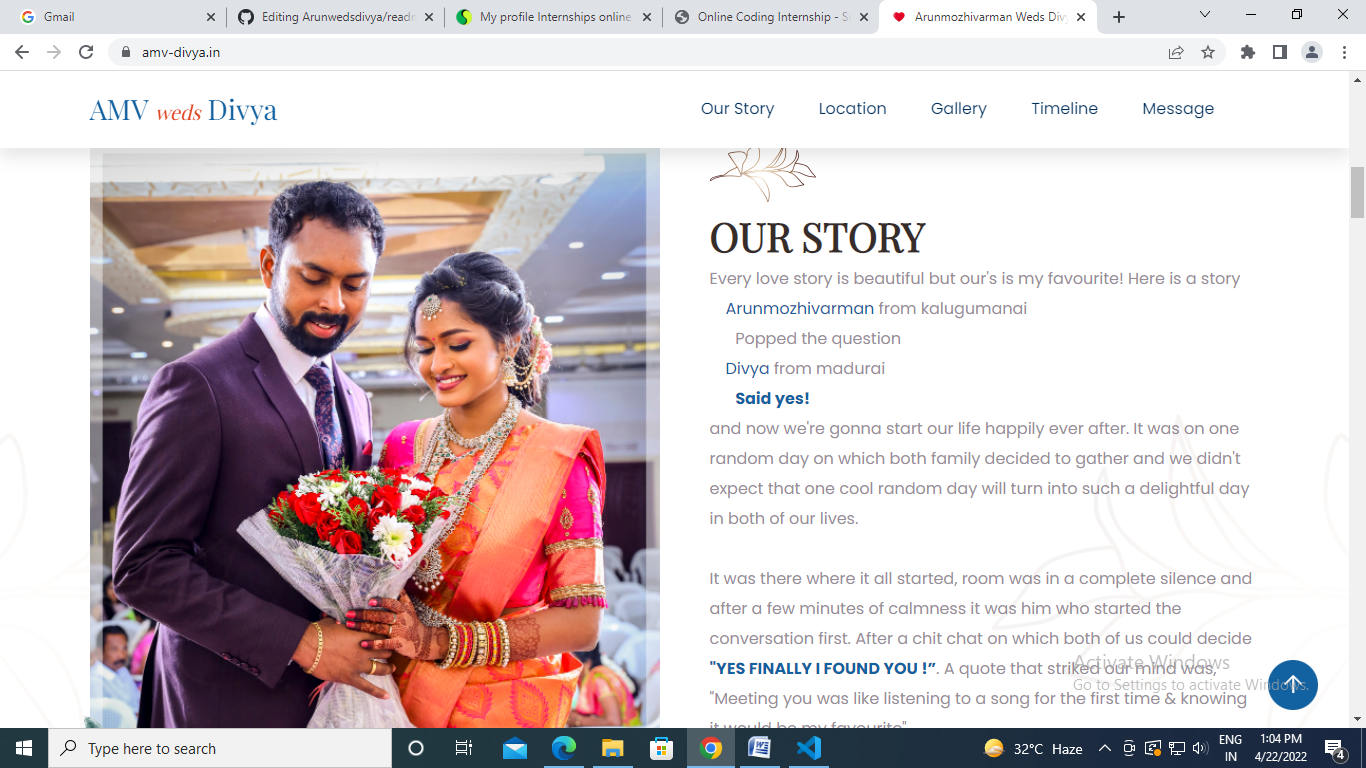 Gmail
Editing Arunwedsdivya/readr
My profile Internships online
Online Coding Internship - S
Arunmozhivarman Weds Div
amv-divya.in
AMV weds Divya
Our Story
Location
Gallery
Timeline
Message
OUR STORY
Every love story is beautiful but our's is my favourite! Here is a story
Arunmozhivarman from kalugumanai
Popped the question
Divya from madurai
Said yes!
and now we're gonna start our life happily ever after. It was on one
random day on which both family decided to gather and we didn't
expect that one cool random day will turn into such a delightful day
in both of our lives.
It was there where it all started, room was in a complete silence and
after a few minutes of calmness it was him who started the
conversation first. After a chit chat on which both of us could decide
"YES FINALLY I FOUND YOU !”. A quote that striked our mind was,
"Meeting you was like listening to a song for the first time & knowing
it would be my favourite"
Activate Windows
Go to Settings to activate Windows.
Type here to search
32°C Haze
ENG
IN
1:04 PM
4/22/2022
4